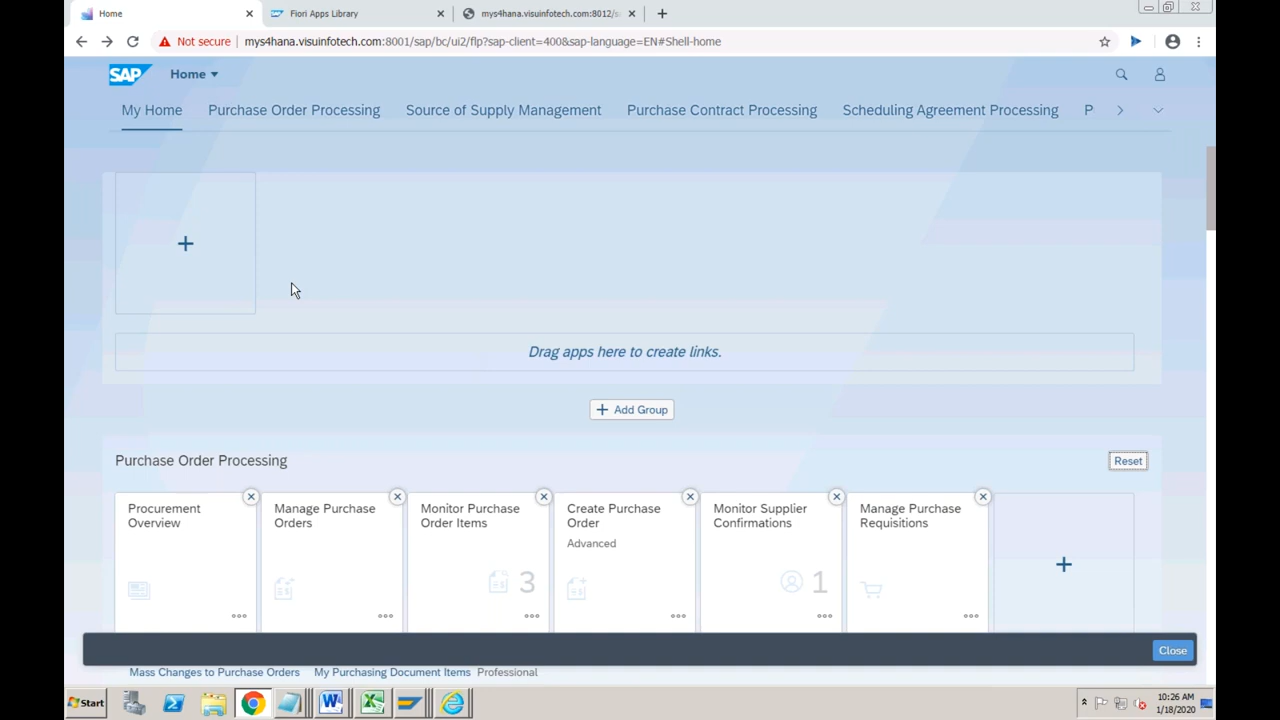 Home
Fiori Apps Library
mys4hana.visuinfotech.com:8012/
Not secure
mys4hana.visuinfotech.com:8001/sap/bc/ui2/flp?sap-client=400&sap-language=EN#Shell-home
SAP
Home
My Home
Purchase Order Processing
Source of Supply Management
Purchase Contract Processing
Scheduling Agreement Processing
P
Drag apps here to create links.
Add Group
Purchase Order Processing
Reset
Procurement Overview
Manage Purchase Orders
Monitor Purchase Order Items
3
Create Purchase Order
Advanced
Monitor Supplier Confirmations
1
Manage Purchase Requisitions
Close
Mass Changes to Purchase Orders
My Purchasing Document Items Professional
Start
10:26 AM
1/18/2020